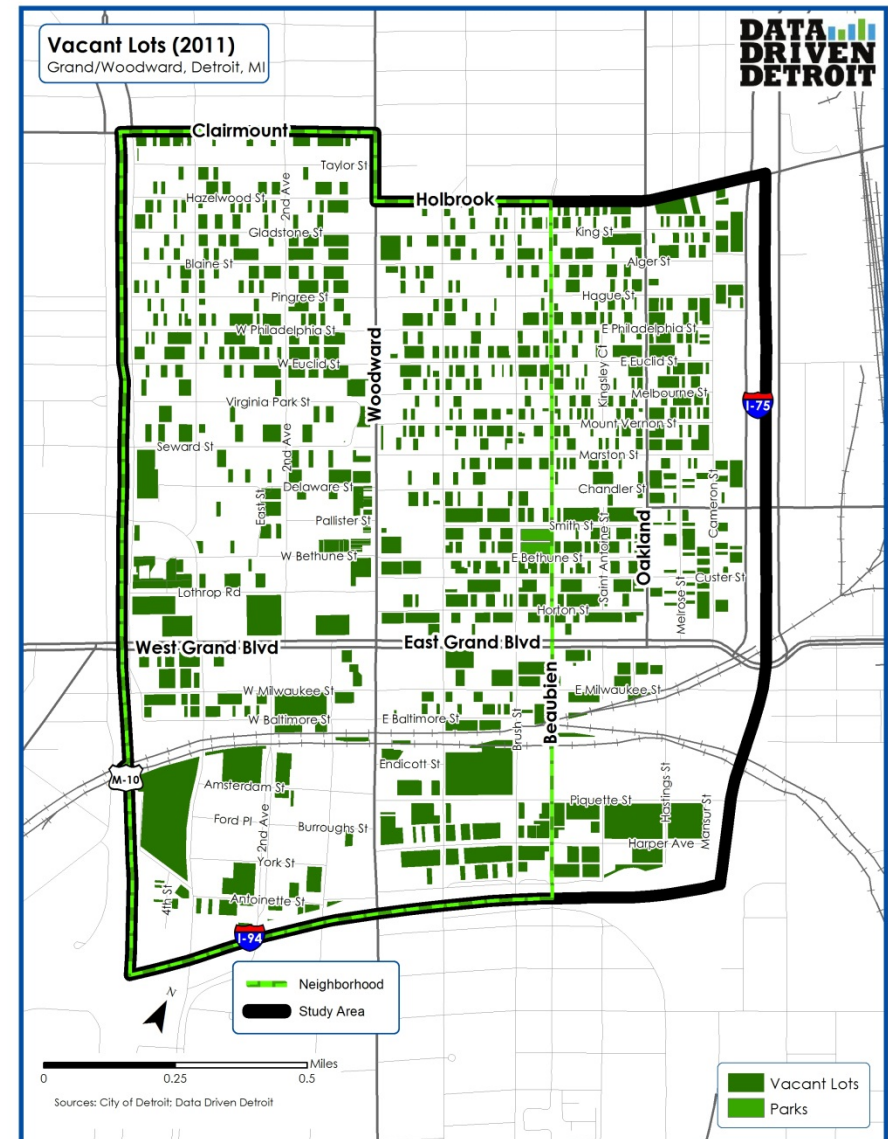 Vacant Lots (2011)
Grand/Woodward, Detroit, MI
DATA
DRIVEN
DETROIT
Clairmount
Taylor St
Hazelwood St
2nd Ave
Holbrook
Gladstone St
King St
Blaine St
Alger St
Pingree St
Hague St
W Philadelphia St
E Philadelphia St
Woodward
W Euclid St
E Euclid St
Kingsley Ct
Virginia Park St
Melbourne St
I-75
Mount Vernon St
Seward St
2nd Ave
Marston St
Delaware St
Chandler St
East St
Cameron St
Pallister St
Smith St
W Bethune St
E Bethune St
Saint Antoine St
Oakland
Lothrop Rd
Custer St
Melrose St
Horton St
West Grand Blvd
East Grand Blvd
W Milwaukee St
E Milwaukee St
Beaubien
W Baltimore St
E Baltimore St
Brush St
Endicott St
M-10
Amsterdam St
Piquette St
Hastings St
Mansur St
Ford Pl
2nd Ave
Burroughs St
Harper Ave
York St
4th St
Antoinette St
I-94
Neighborhood
Study Area
N
Miles
0 0.25 0.5
Sources: City of Detroit; Data Driven Detroit
Vacant Lots
Parks